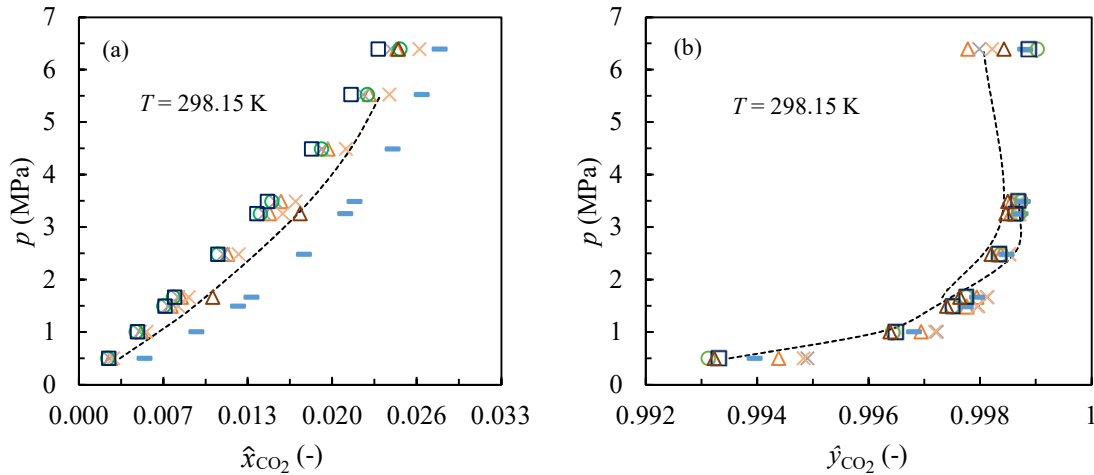 (a)
T = 298.15 K
7
6
5
4
3
2
1
0
p (MPa)
0.000 0.007 0.013 0.020 0.026 0.033
x̂CO₂ (-)
(b)
T = 298.15 K
7
6
5
4
3
2
1
0
p (MPa)
0.992 0.994 0.996 0.998 1
ŷCO₂ (-)